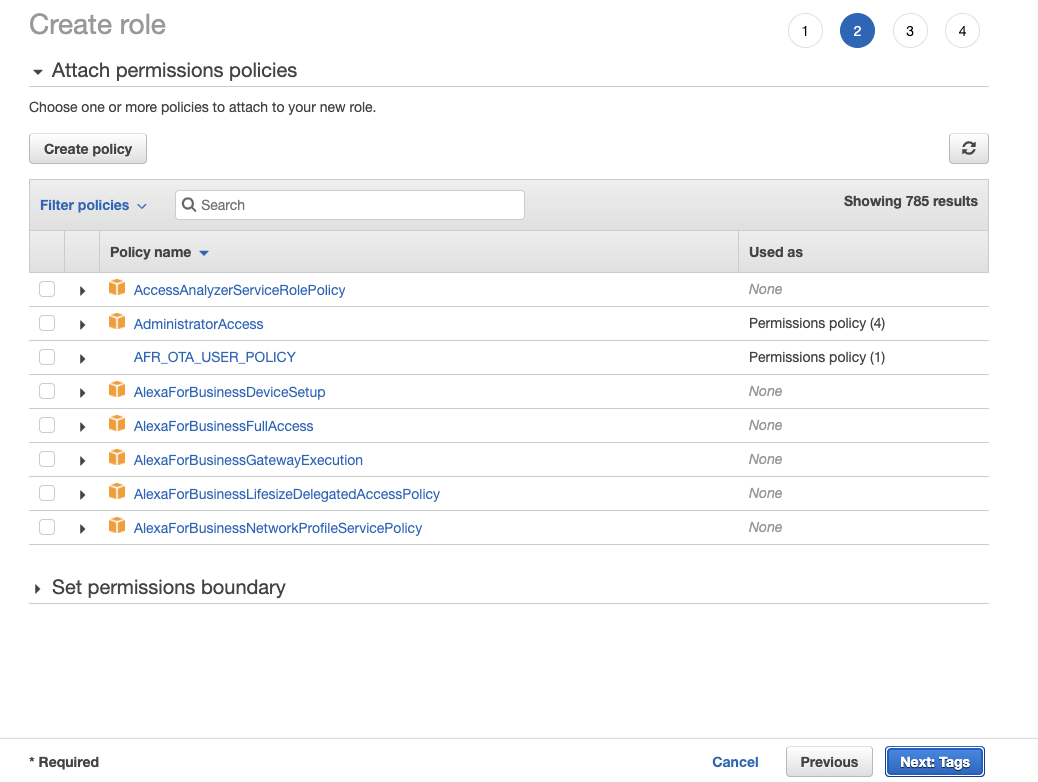 Create role
1 2 3 4
Attach permissions policies
Choose one or more policies to attach to your new role.
Create policy
Filter policies Search Showing 785 results
Policy name Used as
AccessAnalyzerServiceRolePolicy None
AdministratorAccess Permissions policy (4)
AFR_OTA_USER_POLICY Permissions policy (1)
AlexaForBusinessDeviceSetup None
AlexaForBusinessFullAccess None
AlexaForBusinessGatewayExecution None
AlexaForBusinessLifesizeDelegatedAccessPolicy None
AlexaForBusinessNetworkProfileServicePolicy None
Set permissions boundary
* Required Cancel Previous Next: Tags